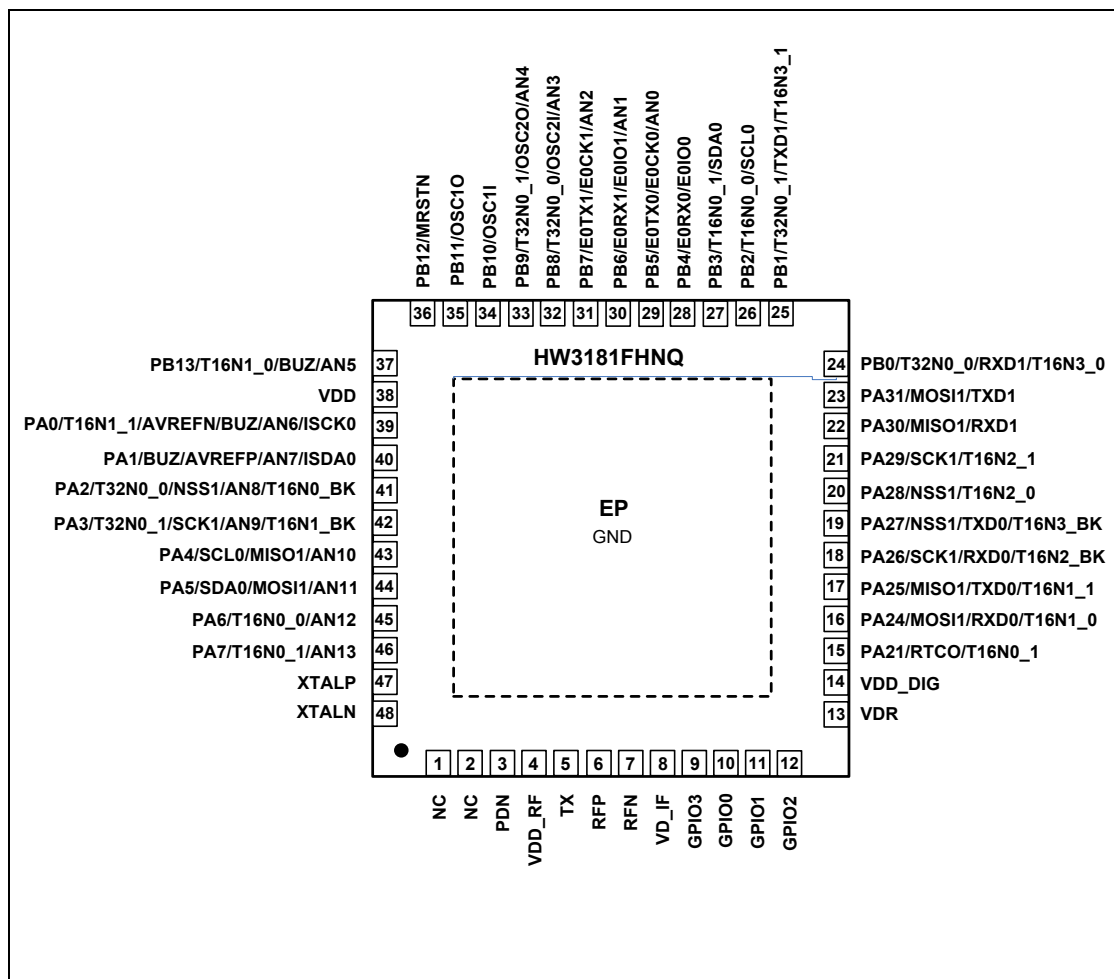 PB12/MRSTN
PB11/OSC1O
PB10/OSC1I
PB9/T32N0_1/OSC2O/AN4
PB8/T32N0_0/OSC2I/AN3
PB7/E0TX1/E0CK1/AN2
PB6/E0RX1/E0IO1/AN1
PB5/E0TX0/E0CK0/AN0
PB4/E0RX0/E0IO0
PB3/T16N0_1/SDA0
PB2/T16N0_0/SCL0
PB1/T32N0_1/TXD1/T16N3_1
36 35 34 33 32 31 30 29 28 27 26 25
HW3181FHNQ
PB13/T16N1_0/BUZ/AN5 37
VDD 38
PA0/T16N1_1/AVREFN/BUZ/AN6/ISCK0 39
PA1/BUZ/AVREFP/AN7/ISDA0 40
PA2/T32N0_0/NSS1/AN8/T16N0_BK 41
PA3/T32N0_1/SCK1/AN9/T16N1_BK 42
PA4/SCL0/MISO1/AN10 43
PA5/SDA0/MOSI1/AN11 44
PA6/T16N0_0/AN12 45
PA7/T16N0_1/AN13 46
XTALP 47
XTALN 48
EP
GND
24 PB0/T32N0_0/RXD1/T16N3_0
23 PA31/MOSI1/TXD1
22 PA30/MISO1/RXD1
21 PA29/SCK1/T16N2_1
20 PA28/NSS1/T16N2_0
19 PA27/NSS1/TXD0/T16N3_BK
18 PA26/SCK1/RXD0/T16N2_BK
17 PA25/MISO1/TXD0/T16N1_1
16 PA24/MOSI1/RXD0/T16N1_0
15 PA21/RTCO/T16N0_1
14 VDD_DIG
13 VDR
1 2 3 4 5 6 7 8 9 10 11 12
NC
NC
PDN
VDD_RF
TX
RFP
RFN
VD_IF
GPIO3
GPIO0
GPIO1
GPIO2